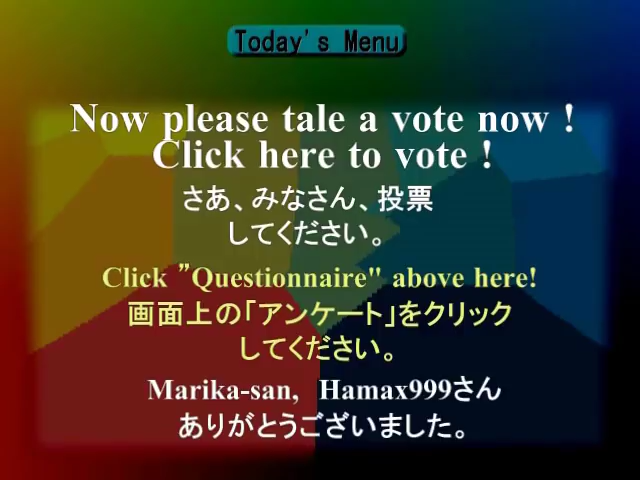 Today's Menu
Now please tale a vote now !
Click here to vote !
さあ、みなさん、投票
してください。
Click ”Questionnaire" above here!
画面上の「アンケート」をクリック
してください。
Marika-san, Hamax999さん
ありがとうございました。